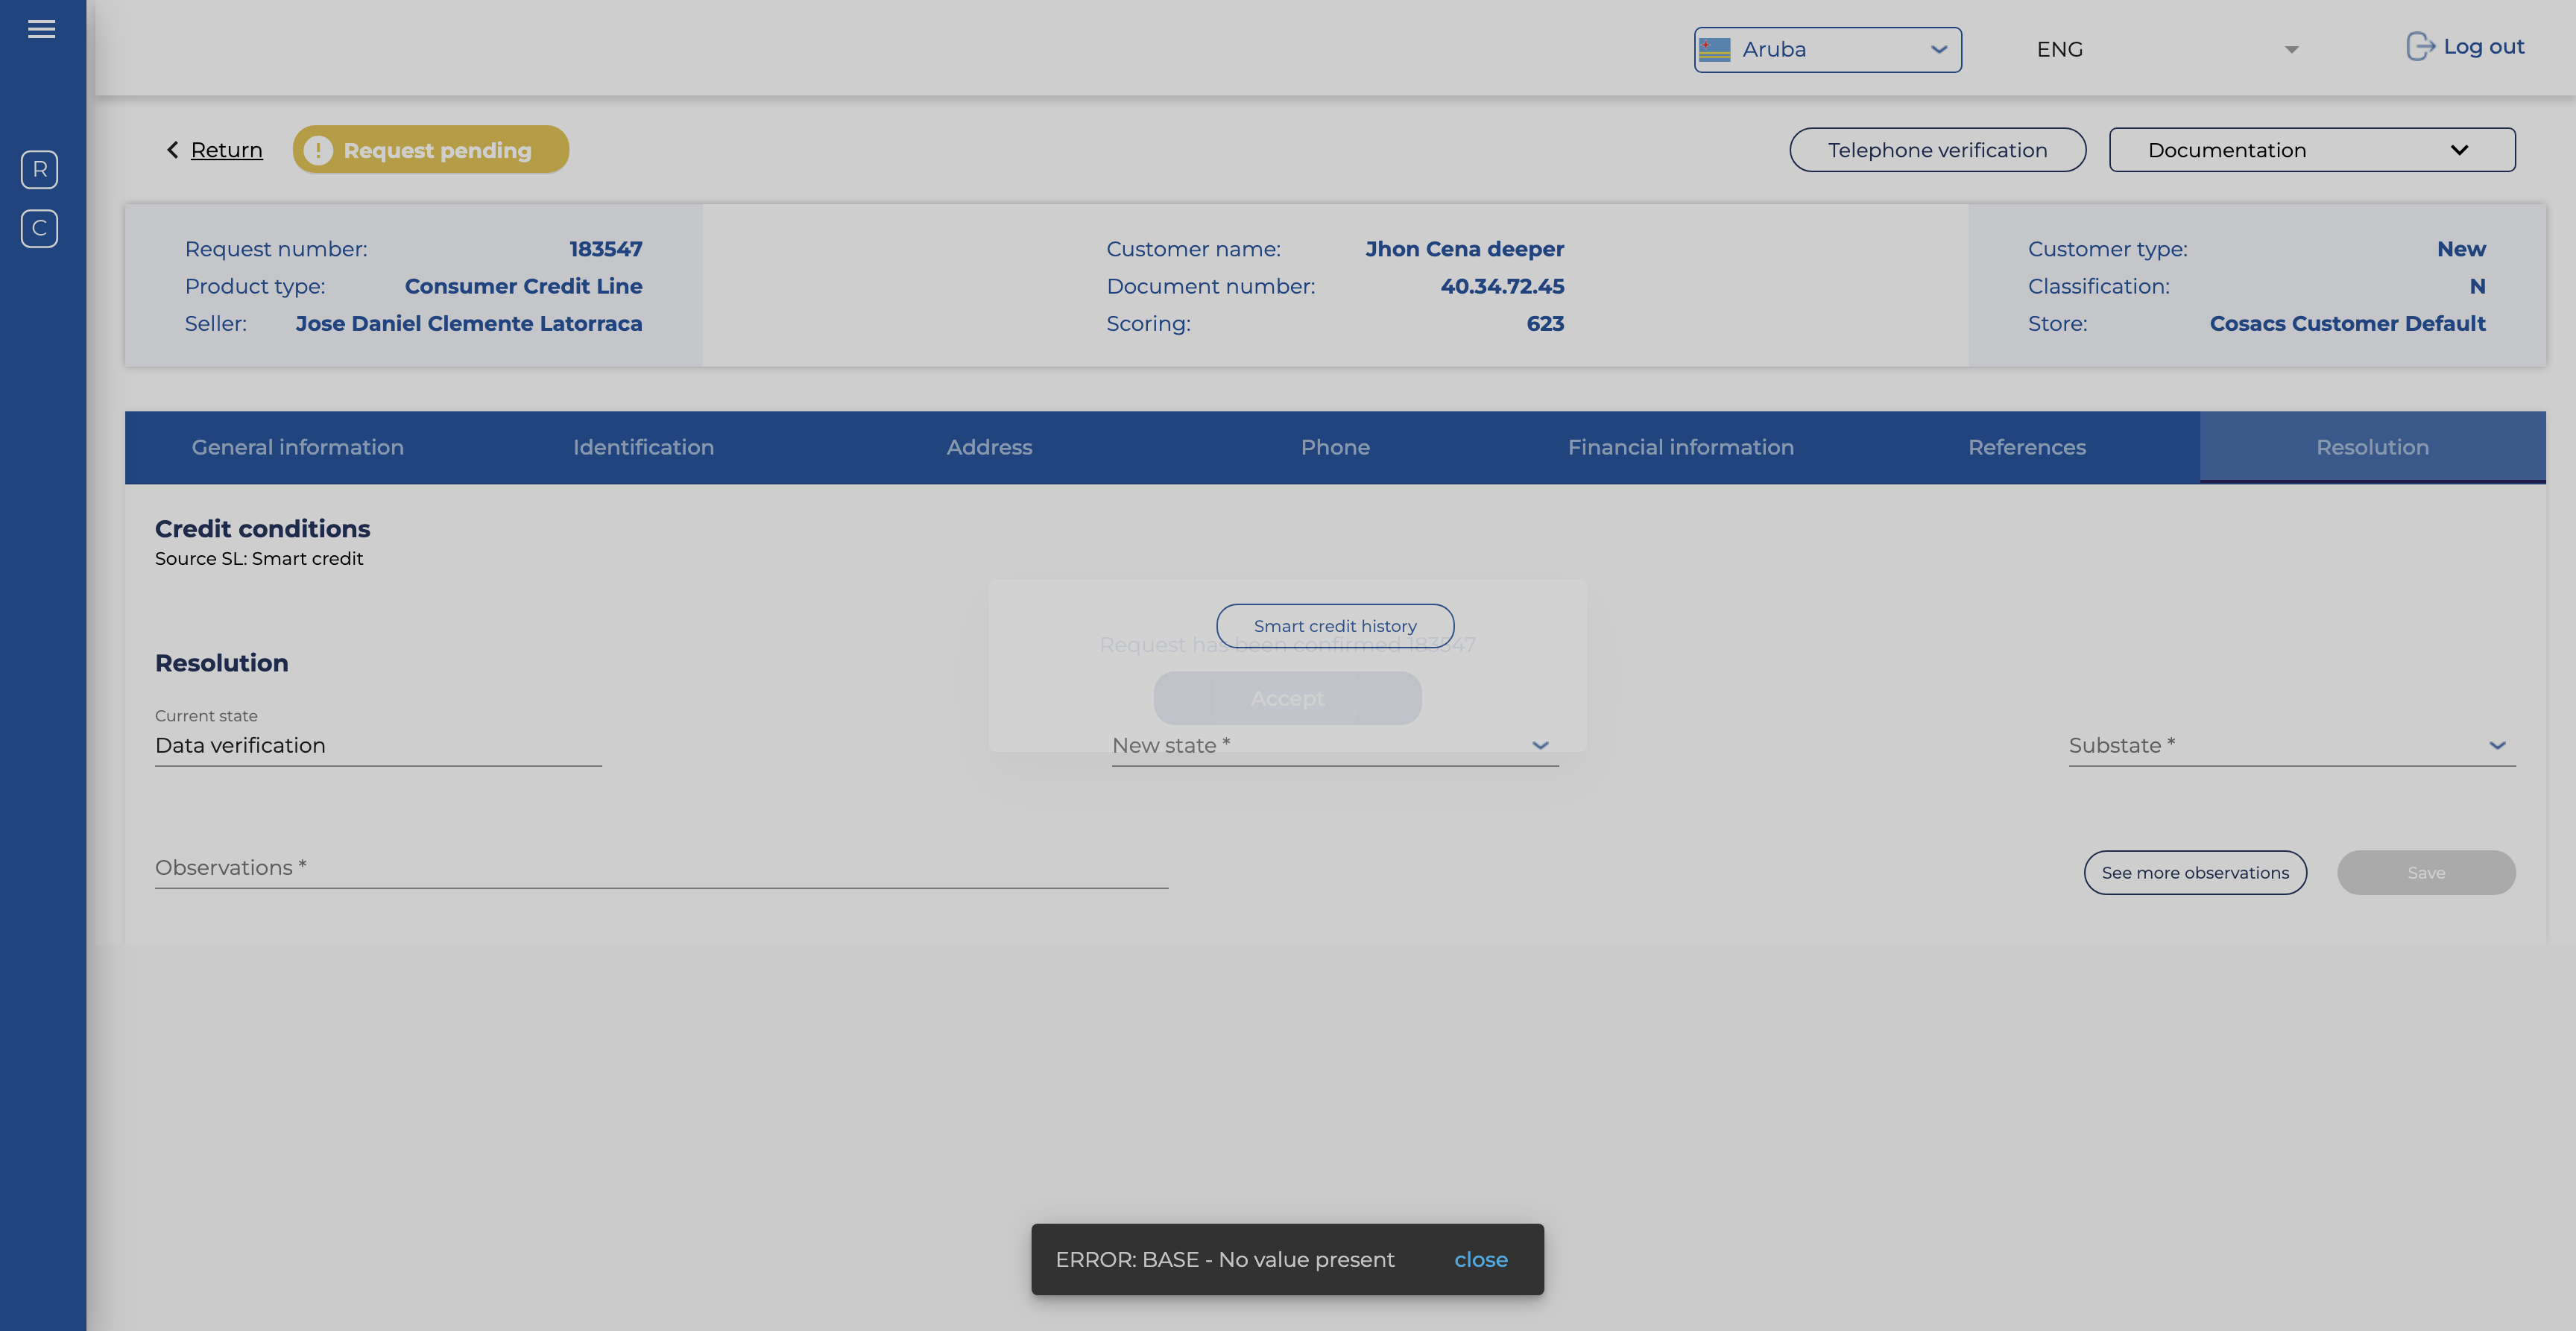 Aruba
ENG
Log out
R
C
Return
! Request pending
Telephone verification
Documentation
Request number: 183547
Product type: Consumer Credit Line
Seller: Jose Daniel Clemente Latorraca
Customer name: Jhon Cena deeper
Document number: 40.34.72.45
Scoring: 623
Customer type: New
Classification: N
Store: Cosacs Customer Default
General information
Identification
Address
Phone
Financial information
References
Resolution
Credit conditions
Source SL: Smart credit
Smart credit history
Request has been confirmed 183547
Accept
Resolution
Current state
Data verification
New state *
Substate *
Observations *
See more observations
Save
ERROR: BASE - No value present
close